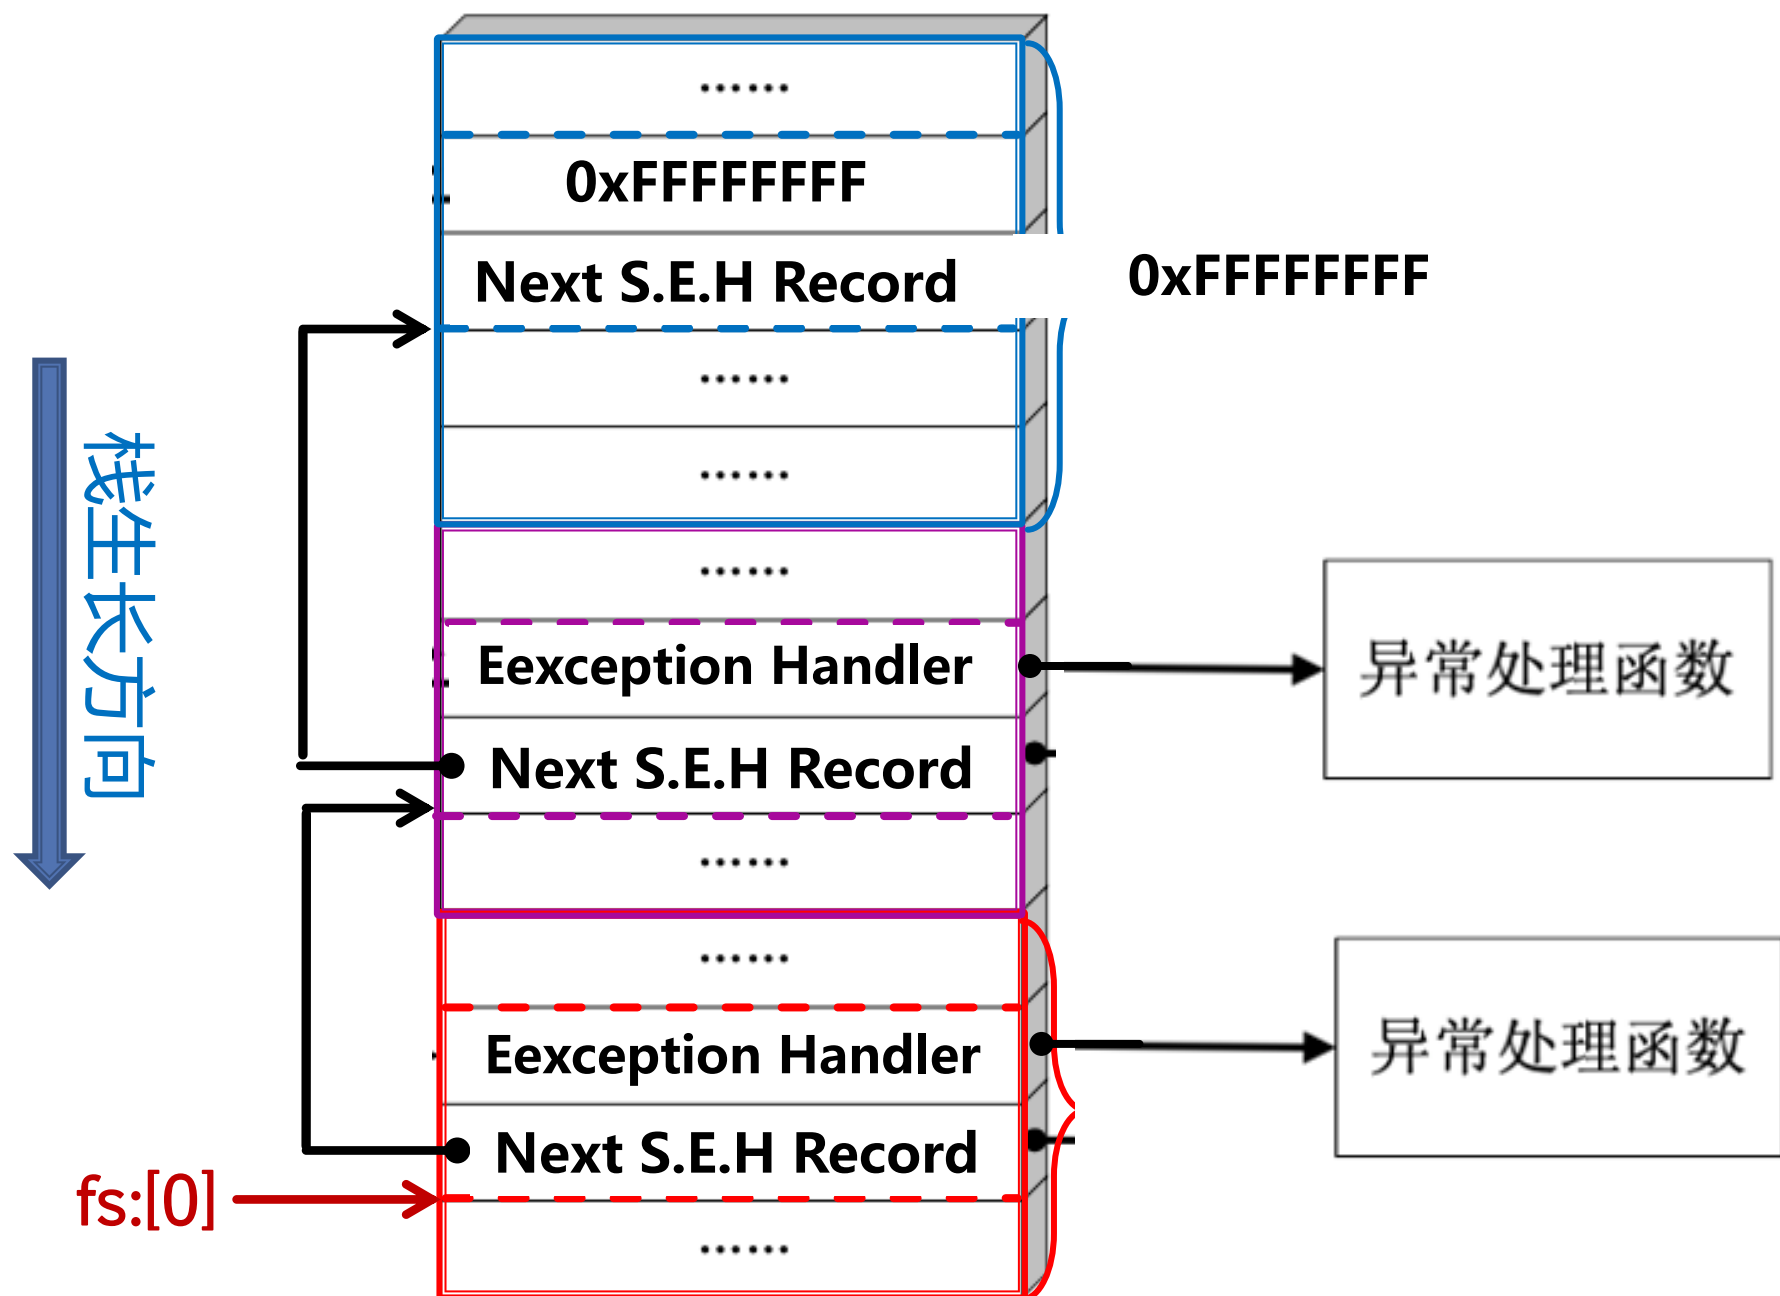 ······
0xFFFFFFFF
Next S.E.H Record
0xFFFFFFFF
······
······
栈生长方向
······
Eexception Handler
异常处理函数
Next S.E.H Record
······
······
Eexception Handler
异常处理函数
Next S.E.H Record
fs:[0]
······